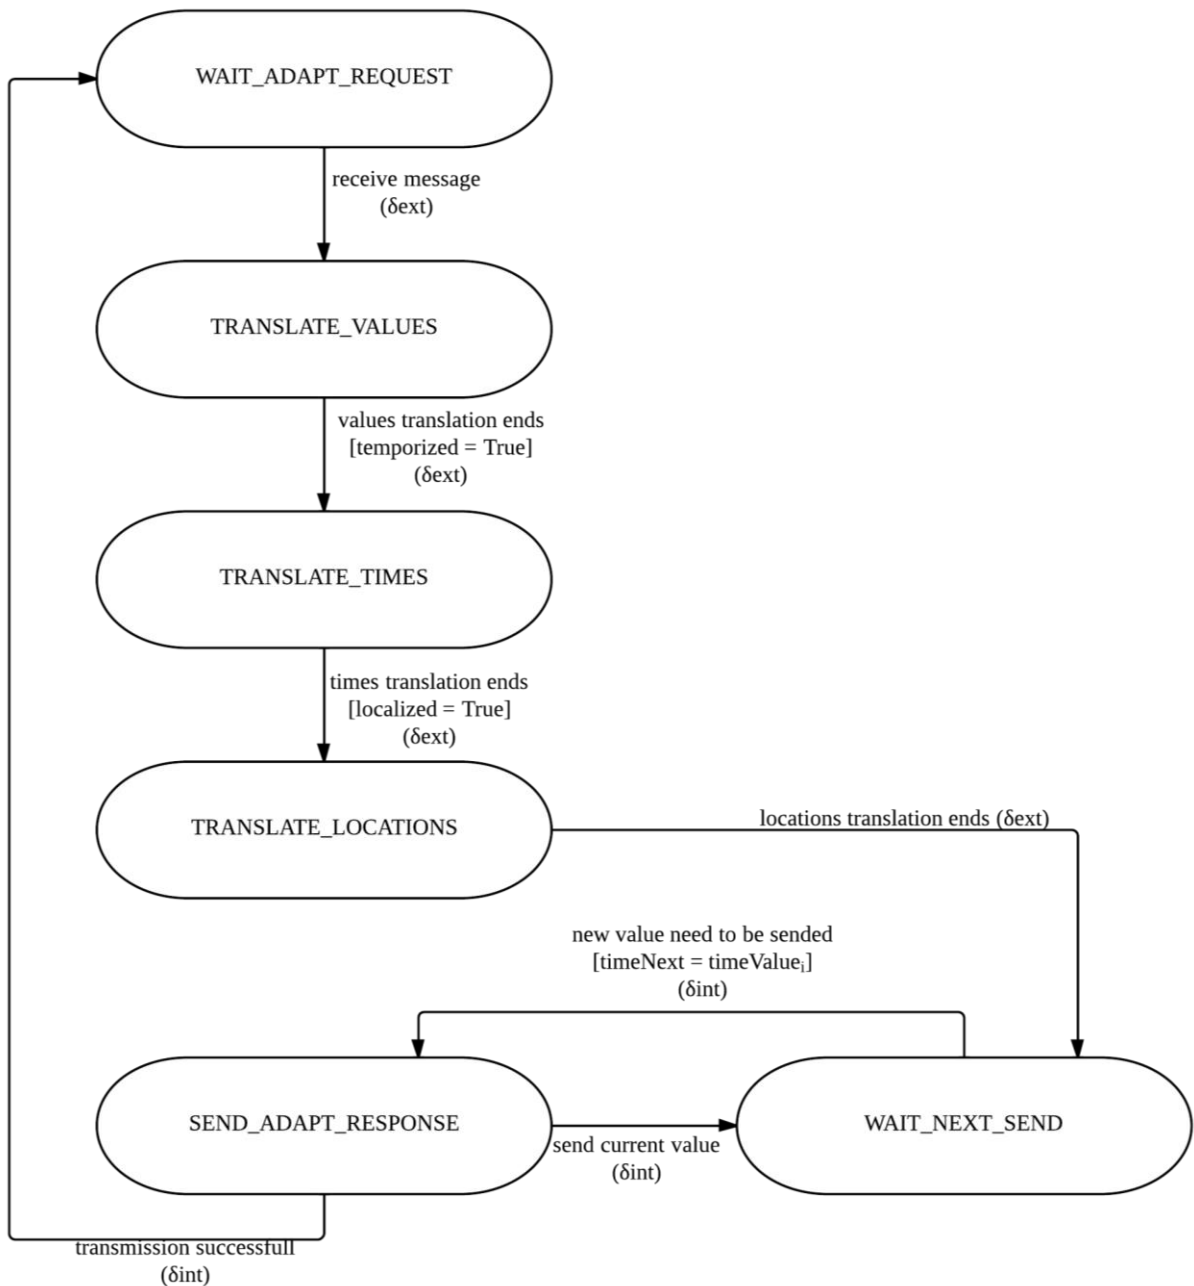 WAIT_ADAPT_REQUEST
receive message
(δext)
TRANSLATE_VALUES
values translation ends
[temporized = True]
(δext)
TRANSLATE_TIMES
times translation ends
[localized = True]
(δext)
TRANSLATE_LOCATIONS
locations translation ends (δext)
new value need to be sended
[timeNext = timeValueᵢ]
(δint)
SEND_ADAPT_RESPONSE
send current value
(δint)
WAIT_NEXT_SEND
transmission successfull
(δint)